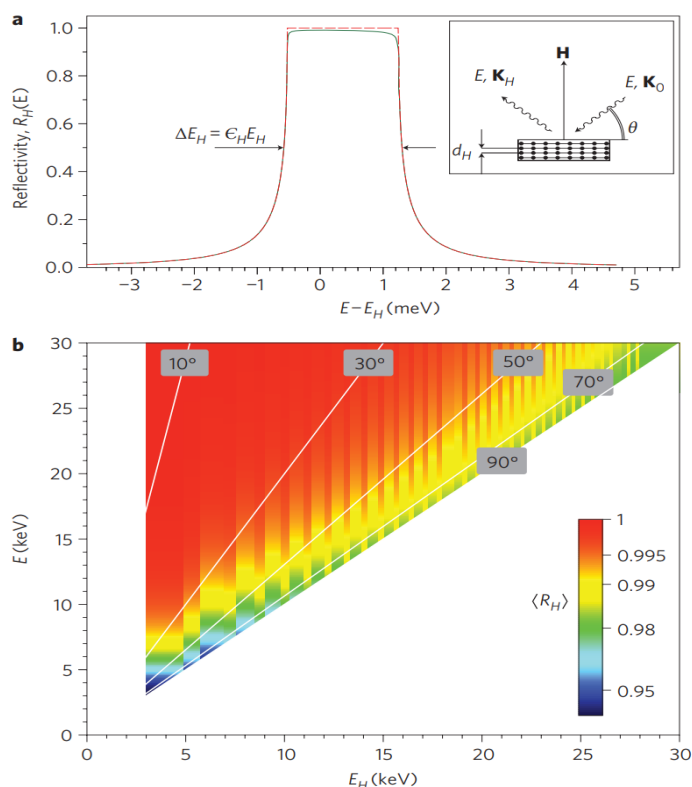 a
Reflectivity, R_H(E)
1.0
0.8
0.6
0.4
0.2
0.0
ΔE_H = ϵ_H E_H
−3 −2 −1 0 1 2 3 4 5
E−E_H (meV)
H
E, K_H
E, K_0
θ
d_H
b
E (keV)
30
25
20
15
10
5
0
10°
30°
50°
70°
90°
⟨R_H⟩
1
0.995
0.99
0.98
0.95
0 5 10 15 20 25 30
E_H (keV)